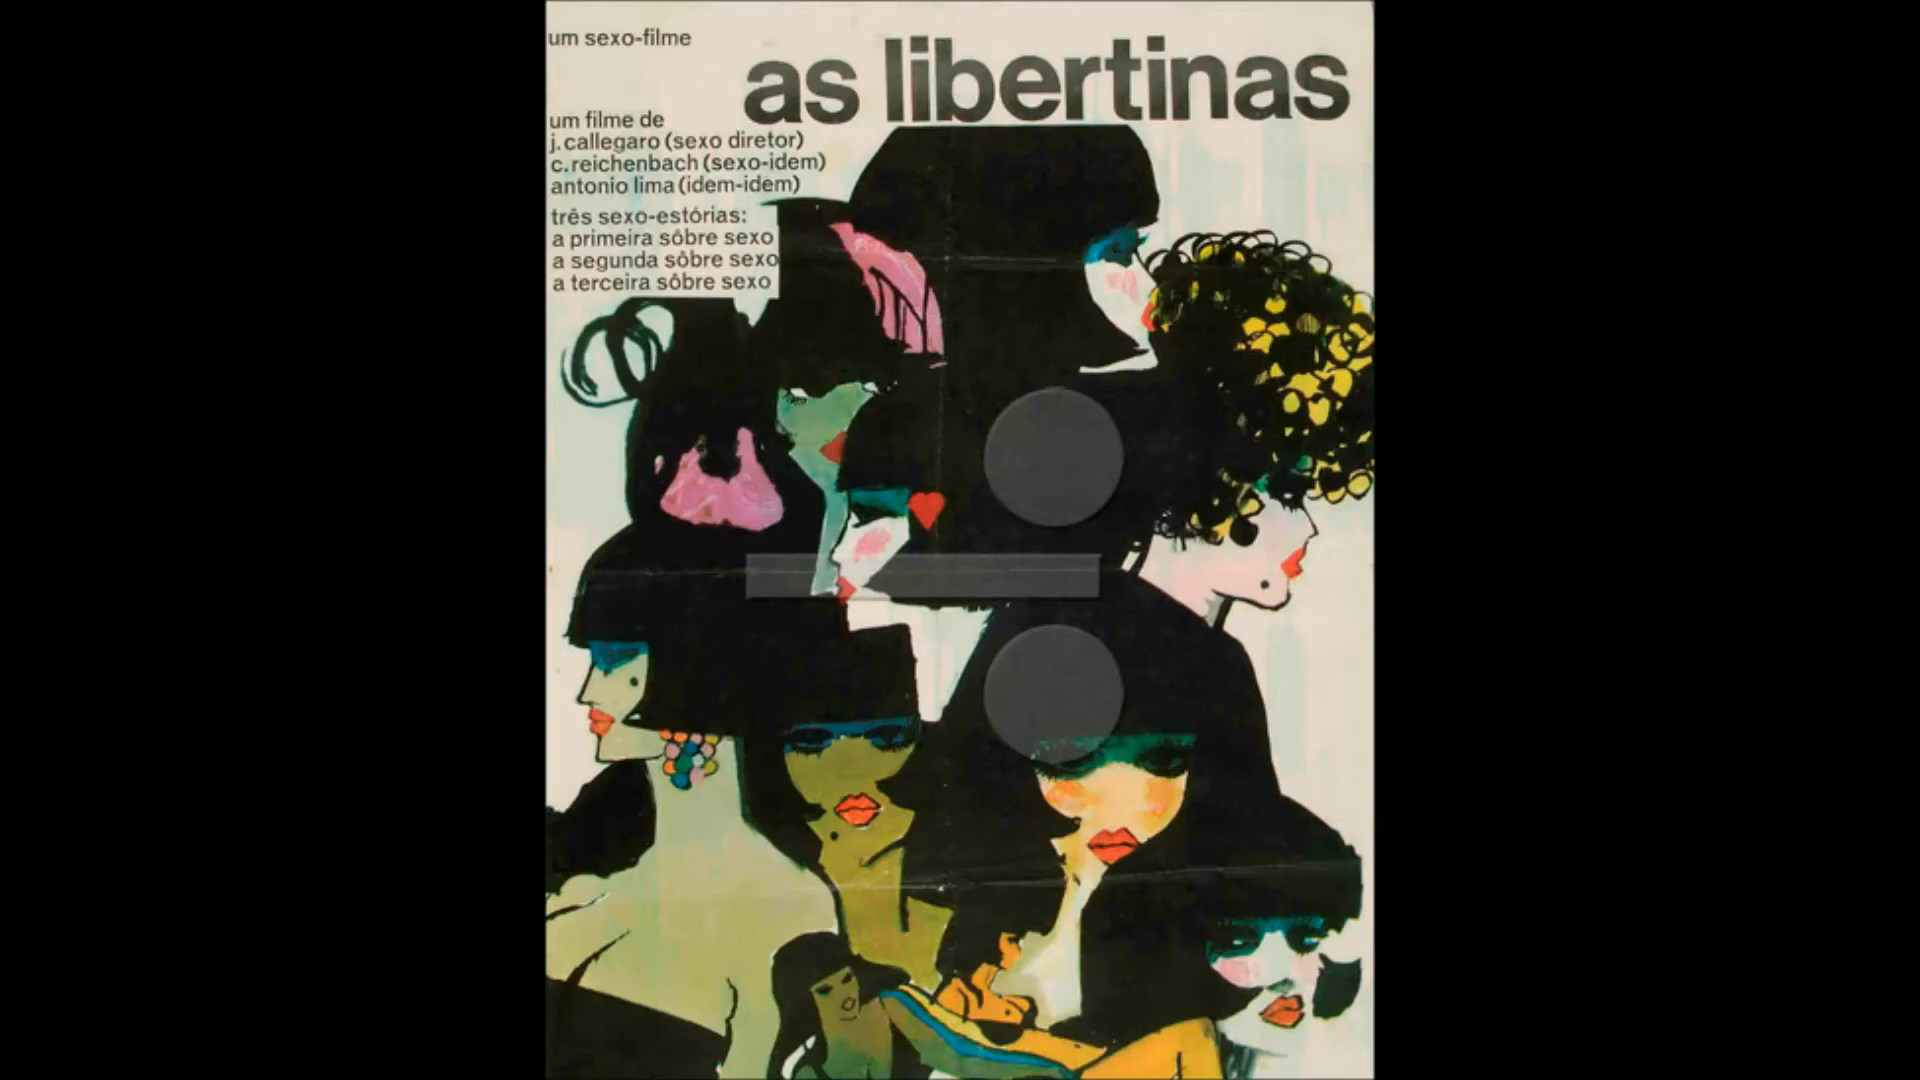 um sexo-filme
as libertinas
um filme de
j. callegaro (sexo diretor)
c. reichenbach (sexo-idem)
antonio lima (idem-idem)
três sexo-estórias:
a primeira sôbre sexo
a segunda sôbre sexo
a terceira sôbre sexo